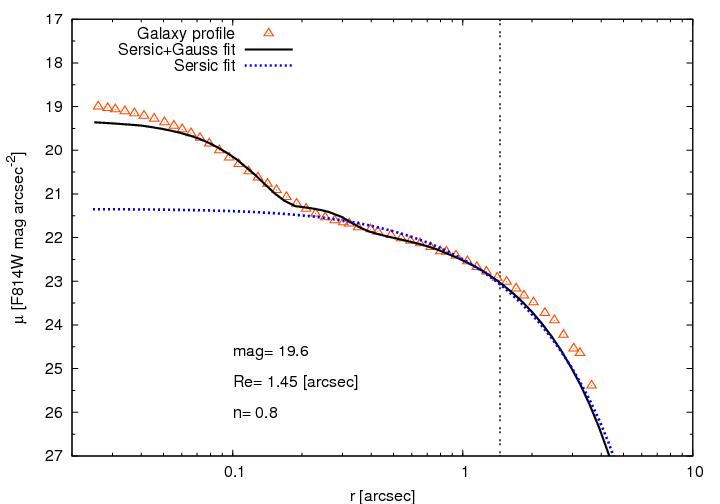 Galaxy profile
Sersic+Gauss fit
Sersic fit
17
18
19
20
21
22
23
24
25
26
27
μ [F814W mag arcsec-2]
mag= 19.6
Re= 1.45 [arcsec]
n= 0.8
0.1
1
10
r [arcsec]